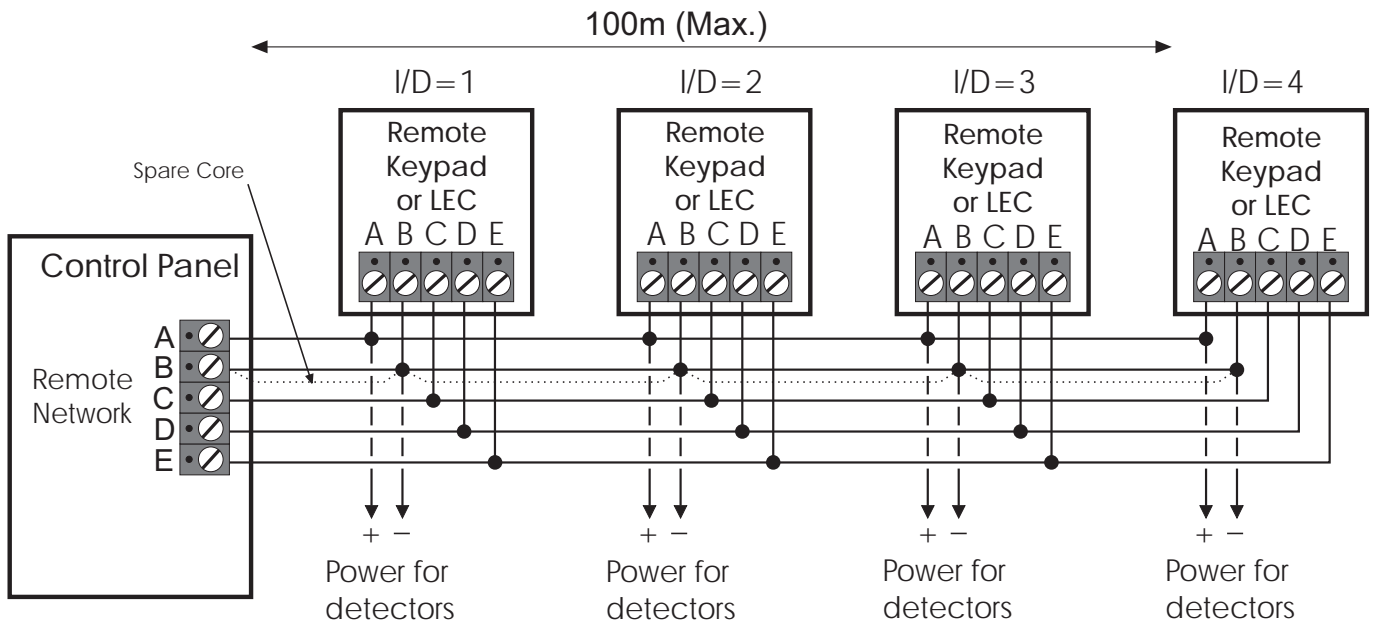 100m (Max.)
I/D=1
I/D=2
I/D=3
I/D=4
Remote
Keypad
or LEC
A B C D E
Remote
Keypad
or LEC
A B C D E
Remote
Keypad
or LEC
A B C D E
Remote
Keypad
or LEC
A B C D E
Spare Core
Control Panel
Remote
Network
A
B
C
D
E
+ −
Power for
detectors
+ −
Power for
detectors
+ −
Power for
detectors
+ −
Power for
detectors